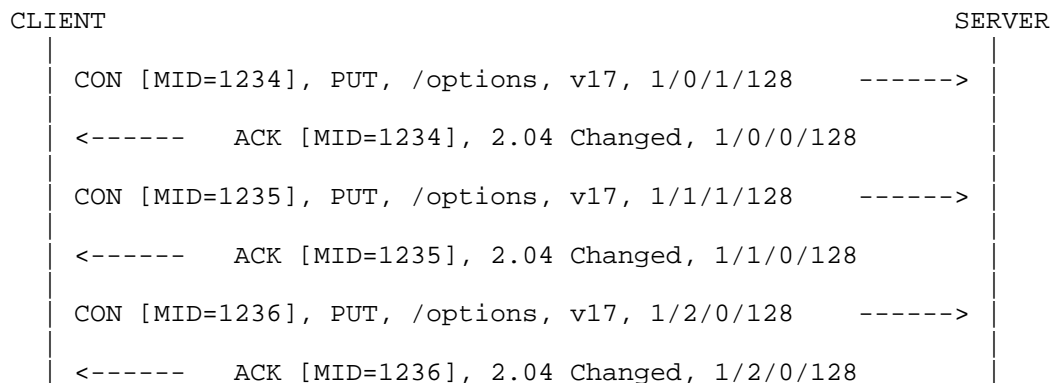 CLIENT                                                     SERVER
  |                                                          |
  | CON [MID=1234], PUT, /options, v17, 1/0/1/128    ------> |
  |                                                          |
  | <------   ACK [MID=1234], 2.04 Changed, 1/0/0/128        |
  |                                                          |
  | CON [MID=1235], PUT, /options, v17, 1/1/1/128    ------> |
  |                                                          |
  | <------   ACK [MID=1235], 2.04 Changed, 1/1/0/128        |
  |                                                          |
  | CON [MID=1236], PUT, /options, v17, 1/2/0/128    ------> |
  |                                                          |
  | <------   ACK [MID=1236], 2.04 Changed, 1/2/0/128        |